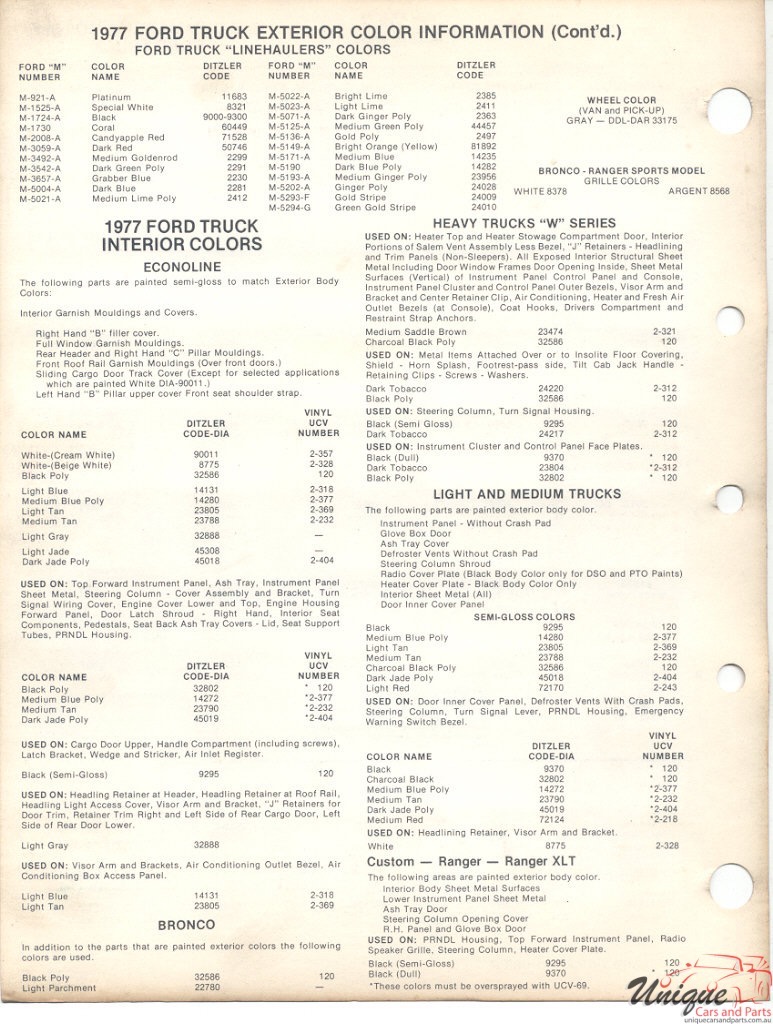 1977 FORD TRUCK EXTERIOR COLOR INFORMATION (Cont'd.)
FORD TRUCK "LINEHAULERS" COLORS
FORD "M" NUMBER COLOR NAME DITZLER CODE
M-921-A Platinum 11683
M-1525-A Special White 8321
M-1724-A Black 9000-9300
M-1730 Coral 60449
M-2008-A Candyapple Red 71528
M-3059-A Dark Red 50746
M-3492-A Medium Goldenrod 2299
M-3542-A Dark Green Poly 2291
M-3657-A Grabber Blue 2230
M-5004-A Dark Blue 2281
M-5021-A Medium Lime Poly 2412
FORD "M" NUMBER COLOR NAME DITZLER CODE
M-5022-A Bright Lime 2385
M-5023-A Light Lime 2411
M-5071-A Dark Ginger Poly 2363
M-5125-A Medium Green Poly 44457
M-5136-A Gold Poly 2497
M-5149-A Bright Orange (Yellow) 81892
M-5171-A Medium Blue 14235
M-5190 Dark Blue Poly 14282
M-5193-A Medium Ginger Poly 23956
M-5202-A Ginger Poly 24028
M-5293-F Gold Stripe 24009
M-5294-G Green Gold Stripe 24010
WHEEL COLOR
(VAN and PICK-UP)
GRAY — DDL-DAR 33175
BRONCO - RANGER SPORTS MODEL
GRILLE COLORS
WHITE 8378 ARGENT 8568
1977 FORD TRUCK
INTERIOR COLORS
ECONOLINE
The following parts are painted semi-gloss to match Exterior Body
Colors:
Interior Garnish Mouldings and Covers.
Right Hand "B" filler cover.
Full Window Garnish Mouldings.
Rear Header and Right Hand "C" Pillar Mouldings.
Front Roof Rail Garnish Mouldings (Over front doors.)
Sliding Cargo Door Track Cover (Except for selected applications
which are painted White DIA-90011.)
Left Hand "B" Pillar upper cover Front seat shoulder strap.
COLOR NAME DITZLER CODE-DIA VINYL UCV NUMBER
White-(Cream White) 90011 2-357
White-(Beige White) 8775 2-328
Black Poly 32586 120
Light Blue 14131 2-318
Medium Blue Poly 14280 2-377
Light Tan 23805 2-369
Medium Tan 23788 2-232
Light Gray 32888 —
Light Jade 45308 —
Dark Jade Poly 45018 2-404
USED ON: Top Forward Instrument Panel, Ash Tray, Instrument Panel
Sheet Metal, Steering Column - Cover Assembly and Bracket, Turn
Signal Wiring Cover, Engine Cover Lower and Top, Engine Housing
Forward Panel, Door Latch Shroud - Right Hand, Interior Seat
Components, Pedestals, Seat Back Ash Tray Covers - Lid, Seat Support
Tubes, PRNDL Housing.
COLOR NAME DITZLER CODE-DIA VINYL UCV NUMBER
Black Poly 32802 * 120
Medium Blue Poly 14272 *2-377
Medium Tan 23790 *2-232
Dark Jade Poly 45019 *2-404
USED ON: Cargo Door Upper, Handle Compartment (including screws),
Latch Bracket, Wedge and Stricker, Air Inlet Register.
Black (Semi-Gloss) 9295 120
USED ON: Headling Retainer at Header, Headling Retainer at Roof Rail,
Headling Light Access Cover, Visor Arm and Bracket, "J" Retainers for
Door Trim, Retainer Trim Right and Left Side of Rear Cargo Door, Left
Side of Rear Door Lower.
Light Gray 32888
USED ON: Visor Arm and Brackets, Air Conditioning Outlet Bezel, Air
Conditioning Box Access Panel.
Light Blue 14131 2-318
Light Tan 23805 2-369
BRONCO
In addition to the parts that are painted exterior colors the following
colors are used.
Black Poly 32586 120
Light Parchment 22780 —
HEAVY TRUCKS "W" SERIES
USED ON: Heater Top and Heater Stowage Compartment Door, Interior
Portions of Salem Vent Assembly Less Bezel, "J" Retainers - Headlining
and Trim Panels (Non-Sleepers). All Exposed Interior Structural Sheet
Metal Including Door Window Frames Door Opening Inside, Sheet Metal
Surfaces (Vertical) of Instrument Panel Control Panel and Console,
Instrument Panel Cluster and Control Panel Outer Bezels, Visor Arm and
Bracket and Center Retainer Clip, Air Conditioning, Heater and Fresh Air
Outlet Bezels (at Console), Coat Hooks, Drivers Compartment and
Restraint Strap Anchors.
Medium Saddle Brown 23474 2-321
Charcoal Black Poly 32586 120
USED ON: Metal Items Attached Over or to Insolite Floor Covering,
Shield - Horn Splash, Footrest-pass side, Tilt Cab Jack Handle -
Retaining Clips - Screws - Washers.
Dark Tobacco 24220 2-312
Black Poly 32586 120
USED ON: Steering Column, Turn Signal Housing.
Black (Semi Gloss) 9295 120
Dark Tobacco 24217 2-312
USED ON: Instrument Cluster and Control Panel Face Plates.
Black (Dull) 9370 * 120
Dark Tobacco 23804 *2-312
Black Poly 32802 * 120
LIGHT AND MEDIUM TRUCKS
The following parts are painted exterior body color.
Instrument Panel - Without Crash Pad
Glove Box Door
Ash Tray Cover
Defroster Vents Without Crash Pad
Steering Column Shroud
Radio Cover Plate (Black Body Color only for DSO and PTO Paints)
Heater Cover Plate - Black Body Color Only
Interior Sheet Metal (All)
Door Inner Cover Panel
SEMI-GLOSS COLORS
Black 9295 120
Medium Blue Poly 14280 2-377
Light Tan 23805 2-369
Medium Tan 23788 2-232
Charcoal Black Poly 32586 120
Dark Jade Poly 45018 2-404
Light Red 72170 2-243
USED ON: Door Inner Cover Panel, Defroster Vents With Crash Pads,
Steering Column, Turn Signal Lever, PRNDL Housing, Emergency
Warning Switch Bezel.
COLOR NAME DITZLER CODE-DIA VINYL UCV NUMBER
Black 9370 * 120
Charcoal Black 32802 * 120
Medium Blue Poly 14272 *2-377
Medium Tan 23790 *2-232
Dark Jade Poly 45019 *2-404
Medium Red 72124 *2-218
USED ON: Headlining Retainer, Visor Arm and Bracket.
White 8775 2-328
Custom — Ranger — Ranger XLT
The following areas are painted exterior body color.
Interior Body Sheet Metal Surfaces
Lower Instrument Panel Sheet Metal
Ash Tray Door
Steering Column Opening Cover
R.H. Panel and Glove Box Door
USED ON: PRNDL Housing, Top Forward Instrument Panel, Radio
Speaker Grille, Steering Column, Heater Cover Plate.
Black (Semi-Gloss) 9295 120
Black (Dull) 9370 * 120
*These colors must be oversprayed with UCV-69.
Unique
Cars and Parts
uniquecarsandparts.com.au